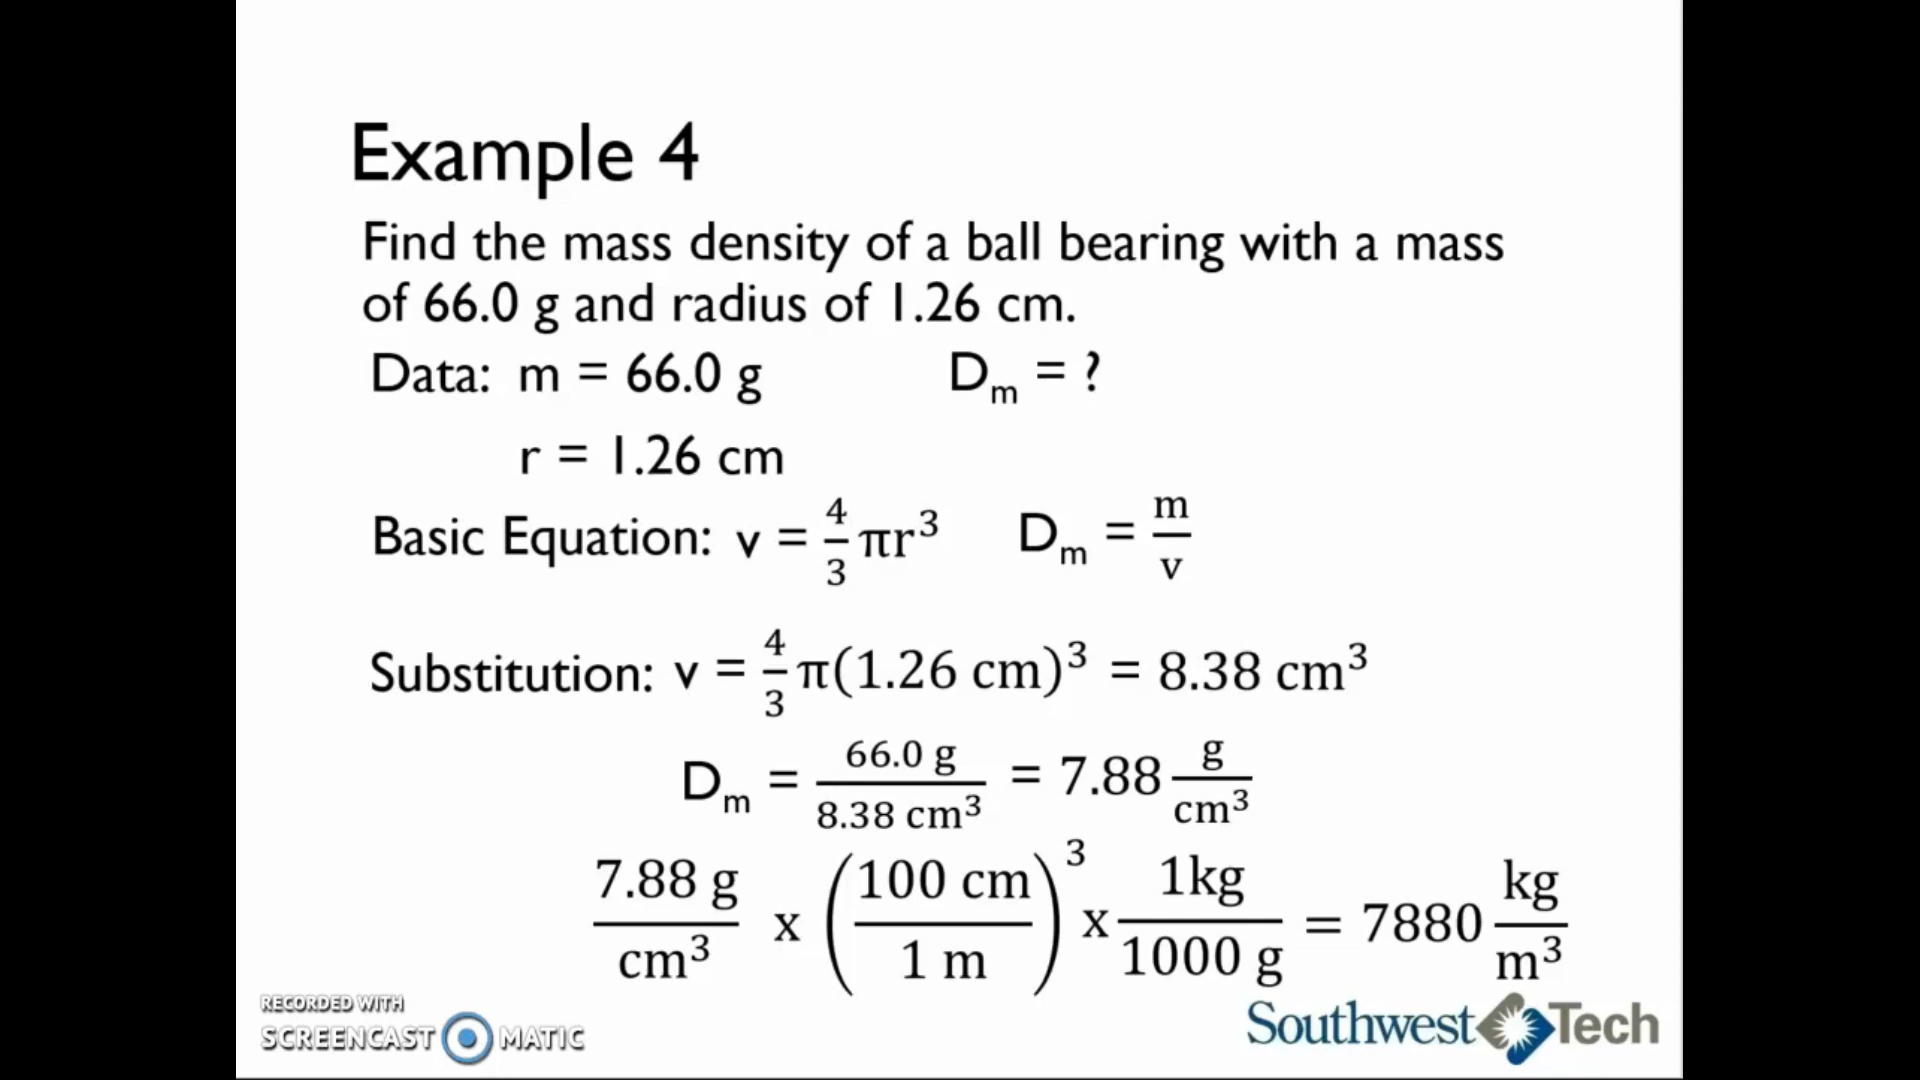 Example 4
Find the mass density of a ball bearing with a mass
of 66.0 g and radius of 1.26 cm.
Data: m = 66.0 g Dₘ = ?
r = 1.26 cm
Basic Equation: v = 4/3 πr³ Dₘ = m/v
Substitution: v = 4/3 π(1.26 cm)³ = 8.38 cm³
Dₘ = 66.0 g / 8.38 cm³ = 7.88 g/cm³
7.88 g / cm³ x (100 cm / 1 m)³ x 1kg / 1000 g = 7880 kg/m³
RECORDED WITH
SCREENCAST MATIC
Southwest Tech